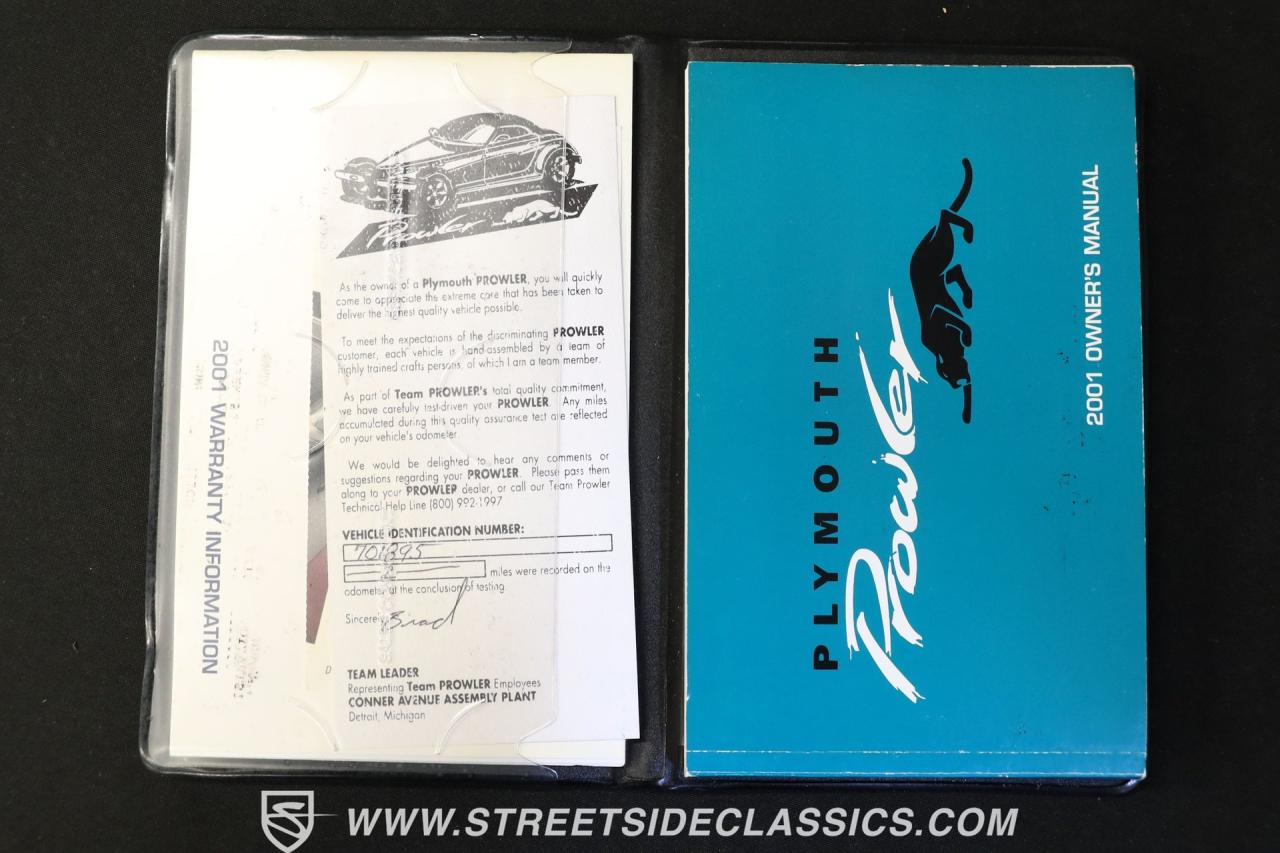 2001 WARRANTY INFORMATION
Prowler
As the owner of a Plymouth PROWLER, you will quickly
come to appreciate the extreme care that has been taken to
deliver the highest quality vehicle possible.
To meet the expectations of the discriminating PROWLER
customer, each vehicle is hand-assembled by a team of
highly trained crafts persons, of which I am a team member.
As part of Team PROWLER's total quality commitment,
we have carefully test-driven your PROWLER. Any miles
accumulated during this quality assurance test are reflected
on your vehicle's odometer.
We would be delighted to hear any comments or
suggestions regarding your PROWLER. Please pass them
along to your PROWLER dealer, or call our Team Prowler
Technical Help Line (800) 992-1997
VEHICLE IDENTIFICATION NUMBER:
701295
miles were recorded on the
odometer at the conclusion of testing.
Sincerely,
Brad
TEAM LEADER
Representing Team PROWLER Employees
CONNER AVENUE ASSEMBLY PLANT
Detroit, Michigan
PLYMOUTH
Prowler
2001 OWNER'S MANUAL
WWW.STREETSIDECLASSICS.COM